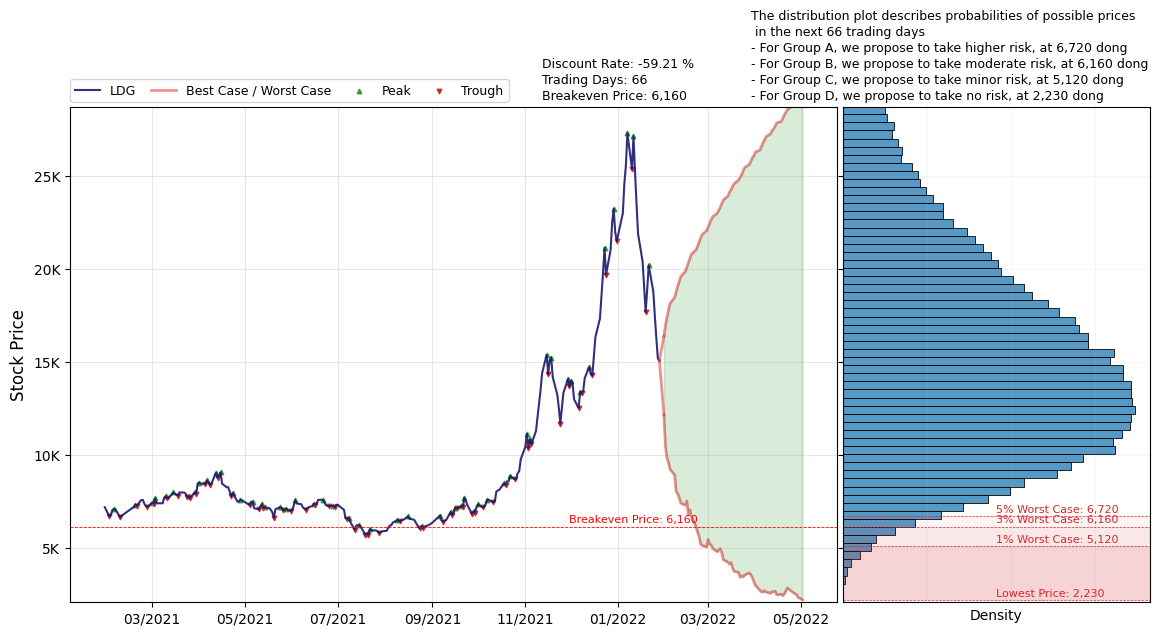 The distribution plot describes probabilities of possible prices
in the next 66 trading days
- For Group A, we propose to take higher risk, at 6,720 dong
- For Group B, we propose to take moderate risk, at 6,160 dong
- For Group C, we propose to take minor risk, at 5,120 dong
- For Group D, we propose to take no risk, at 2,230 dong
Discount Rate: -59.21 %
Trading Days: 66
Breakeven Price: 6,160
LDG
Best Case / Worst Case
Peak
Trough
Stock Price
25K
20K
15K
10K
5K
Breakeven Price: 6,160
03/2021
05/2021
07/2021
09/2021
11/2021
01/2022
03/2022
05/2022
5% Worst Case: 6,720
3% Worst Case: 6,160
1% Worst Case: 5,120
Lowest Price: 2,230
Density